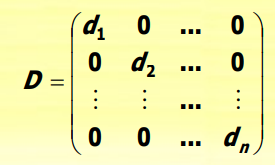 d₁ 0 ... 0
D = 0 d₂ ... 0
⋮ ⋮ ... ⋮
0 0 ... dₙ